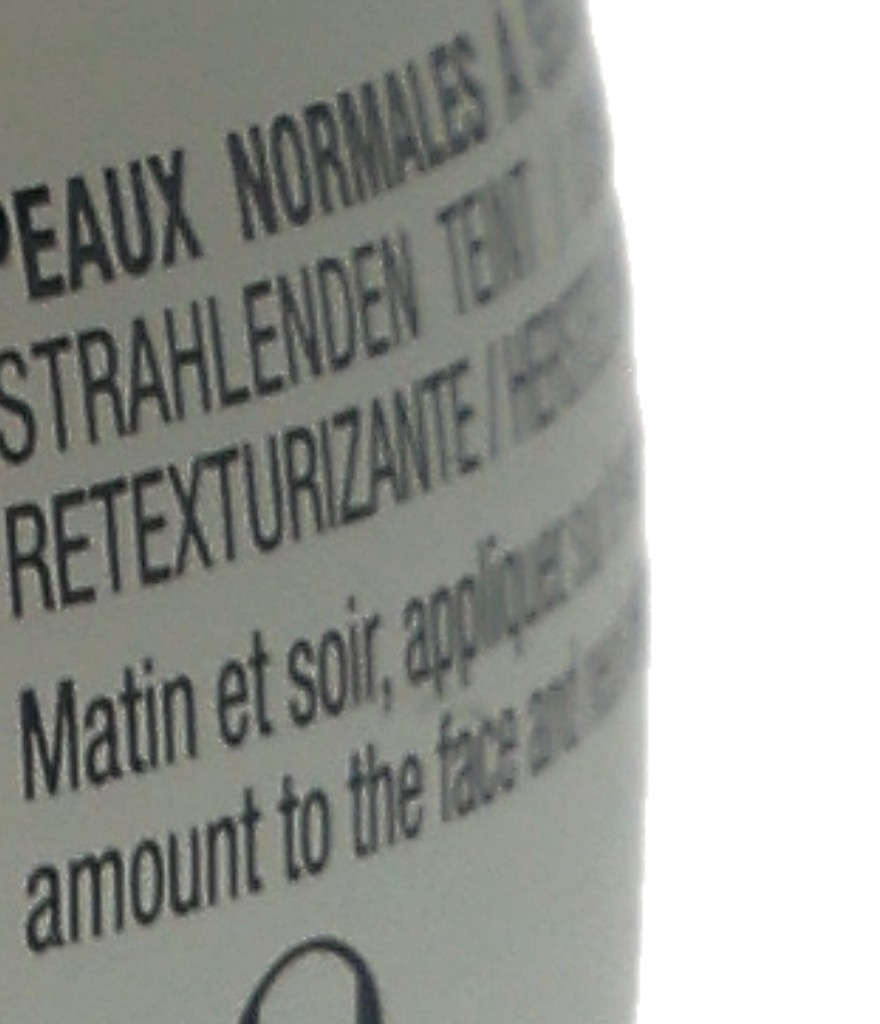 PEAUX NORMALES A
STRAHLENDEN TEINT /
RETEXTURIZANTE /
Matin et soir, appliquer
amount to the face and